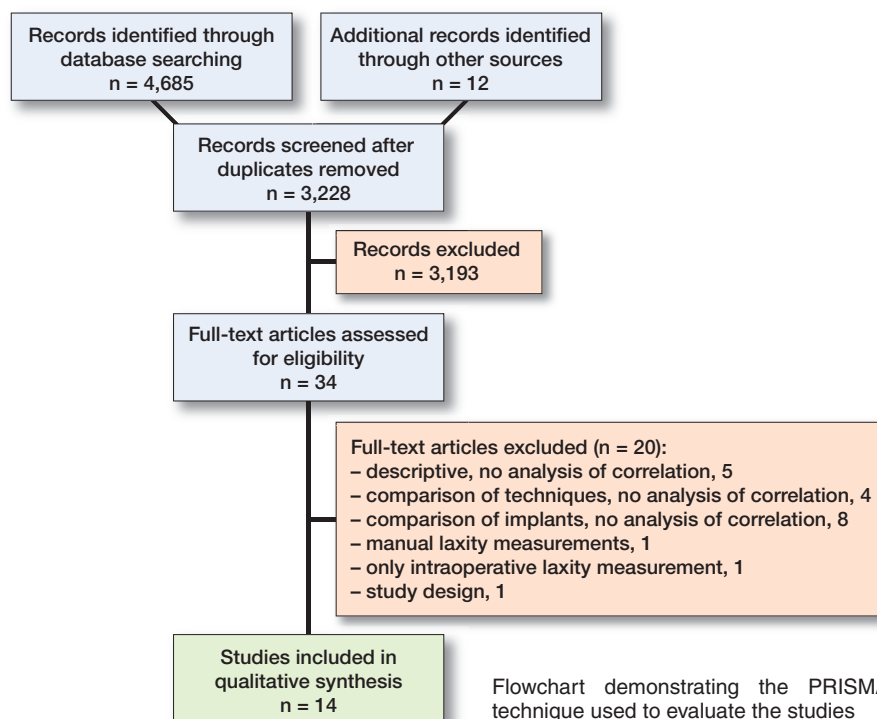 Records identified through
database searching
n = 4,685
Additional records identified
through other sources
n = 12
Records screened after
duplicates removed
n = 3,228
Records excluded
n = 3,193
Full-text articles assessed
for eligibility
n = 34
Full-text articles excluded (n = 20):
– descriptive, no analysis of correlation, 5
– comparison of techniques, no analysis of correlation, 4
– comparison of implants, no analysis of correlation, 8
– manual laxity measurements, 1
– only intraoperative laxity measurement, 1
– study design, 1
Studies included in
qualitative synthesis
n = 14
Flowchart demonstrating the PRISMA
technique used to evaluate the studies